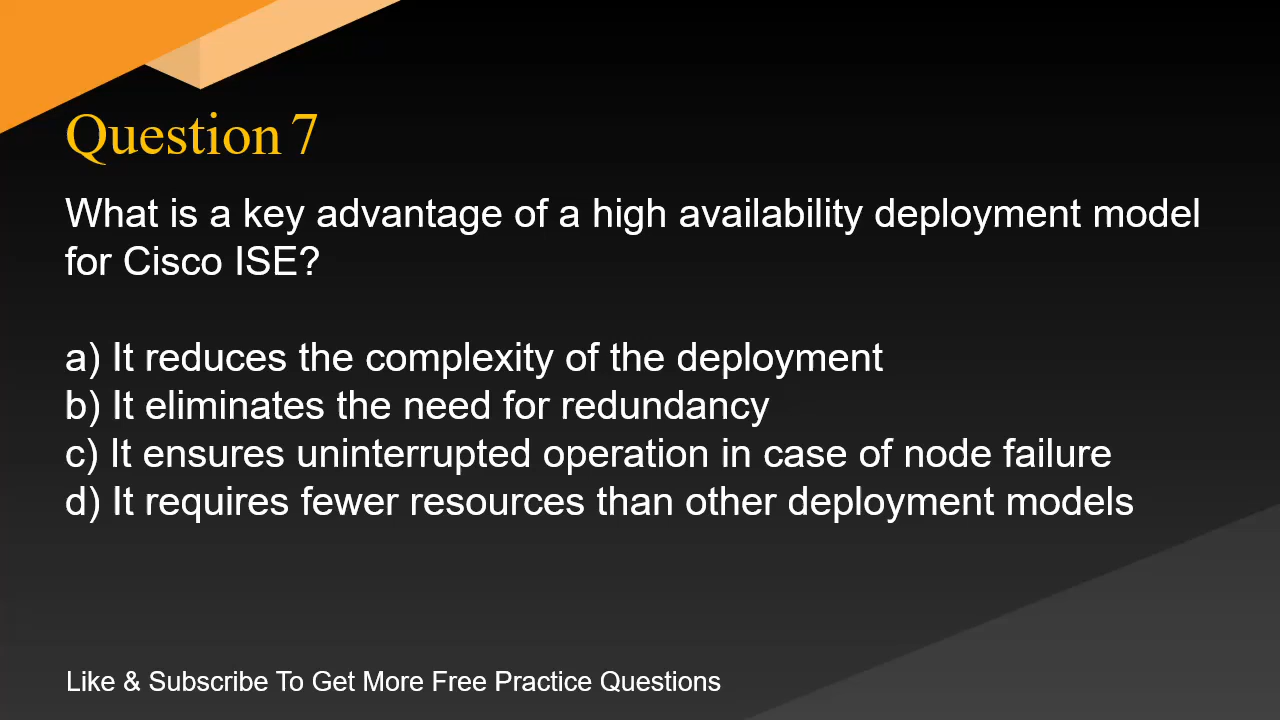 Question 7
What is a key advantage of a high availability deployment model
for Cisco ISE?
a) It reduces the complexity of the deployment
b) It eliminates the need for redundancy
c) It ensures uninterrupted operation in case of node failure
d) It requires fewer resources than other deployment models
Like & Subscribe To Get More Free Practice Questions